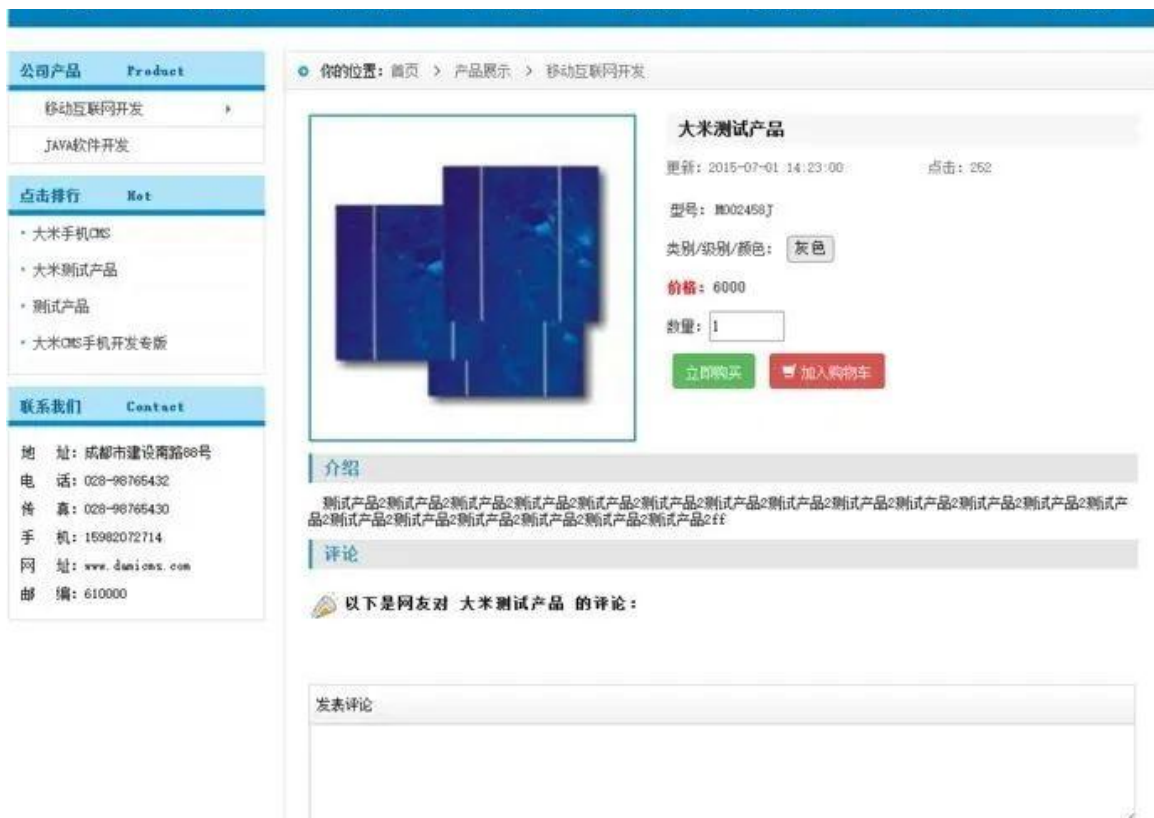 公司产品 Product
移动互联网开发
JAVA软件开发
点击排行 Hot
大米手机CMS
大米测试产品
测试产品
大米CMS手机开发专版
联系我们 Contact
地 址：成都市建设南路88号
电 话：028-98765432
传 真：028-98765430
手 机：15982072714
网 址：www.damicms.com
邮 编：610000
你的位置：首页 > 产品展示 > 移动互联网开发
大米测试产品
更新：2015-07-01 14:23:00 点击：252
型号：M002458J
类别/级别/颜色： 灰色
价格：6000
数量：1
立即购买 加入购物车
介绍
测试产品2测试产品2测试产品2测试产品2测试产品2测试产品2测试产品2测试产品2测试产品2测试产品2测试产品2测试产品2测试产
品2测试产品2测试产品2测试产品2测试产品2测试产品2ff
评论
以下是网友对 大米测试产品 的评论：
发表评论